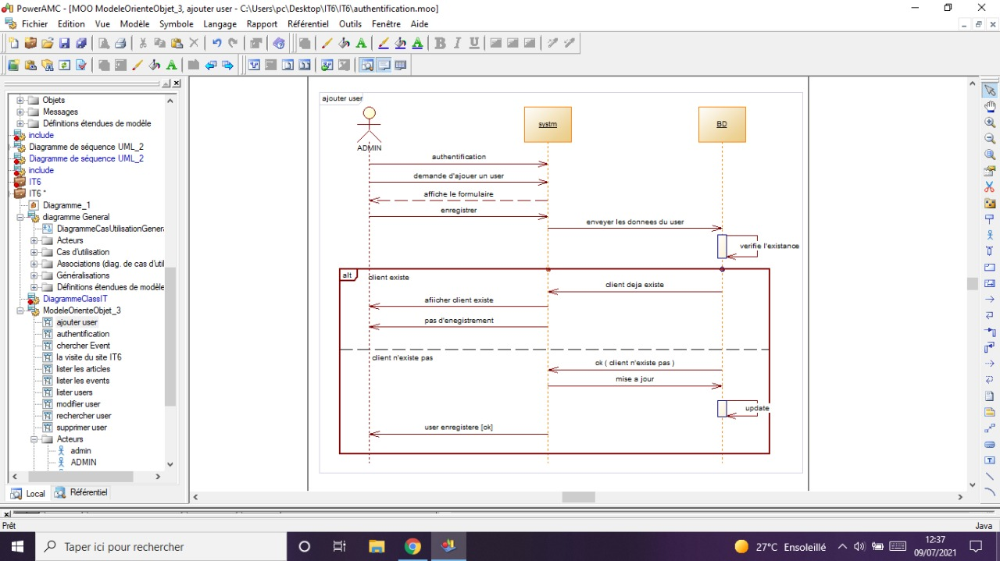 PowerAMC - [MOO ModeleOrienteObjet_3, ajouter user - C:\Users\pc\Desktop\IT6\IT6\authentification.moo]
Fichier Edition Vue Modèle Symbole Langage Rapport Référentiel Outils Fenêtre Aide
Objets
Messages
Définitions étendues de modèle
include
Diagramme de séquence UML_2
Diagramme de séquence UML_2
include
IT6
IT6 *
Diagramme_1
diagramme General
DiagrammeCasUtilisationGener
Acteurs
Cas d'utilisation
Associations (diag. de cas d'util
Généralisations
Définitions étendues de modèle
DiagrammeClassIT
ModeleOrienteObjet_3
ajouter user
authentification
chercher Event
la visite du site IT6
lister les articles
lister les events
lister users
modifier user
rechercher user
supprimer user
Acteurs
admin
ADMIN
Local Référentiel
ajouter user
systm
BD
ADMIN
authentification
demande d'ajouer un user
affiche le formulaire
enregistrer
enveyer les donnees du user
verifie l'existance
alt
client existe
client deja existe
afiicher client existe
pas d'enegistrement
client n'existe pas
ok ( client n'existe pas )
mise a jour
update
user enregistere [ok]
Prêt
Java
Taper ici pour rechercher
27°C Ensoleillé
12:37
09/07/2021